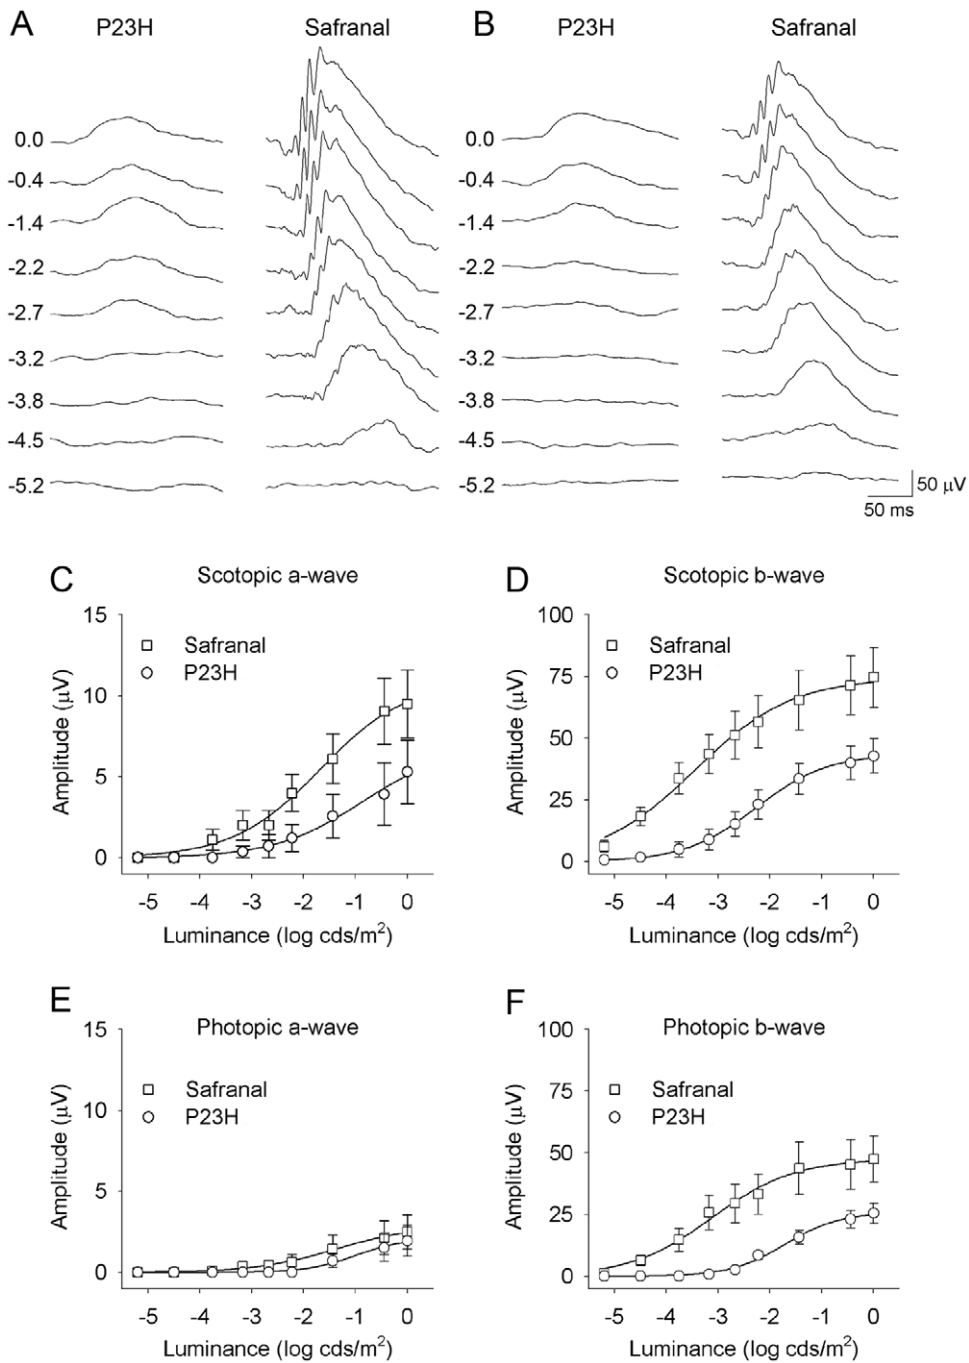 A P23H Safranal B P23H Safranal
0.0 0.0
-0.4 -0.4
-1.4 -1.4
-2.2 -2.2
-2.7 -2.7
-3.2 -3.2
-3.8 -3.8
-4.5 -4.5
-5.2 -5.2
50 μV
50 ms
C Scotopic a-wave
15
10
5
0
Amplitude (μV)
Safranal
P23H
-5 -4 -3 -2 -1 0
Luminance (log cds/m²)
D Scotopic b-wave
100
75
50
25
0
Amplitude (μV)
Safranal
P23H
-5 -4 -3 -2 -1 0
Luminance (log cds/m²)
E Photopic a-wave
15
10
5
0
Amplitude (μV)
Safranal
P23H
-5 -4 -3 -2 -1 0
Luminance (log cds/m²)
F Photopic b-wave
100
75
50
25
0
Amplitude (μV)
Safranal
P23H
-5 -4 -3 -2 -1 0
Luminance (log cds/m²)